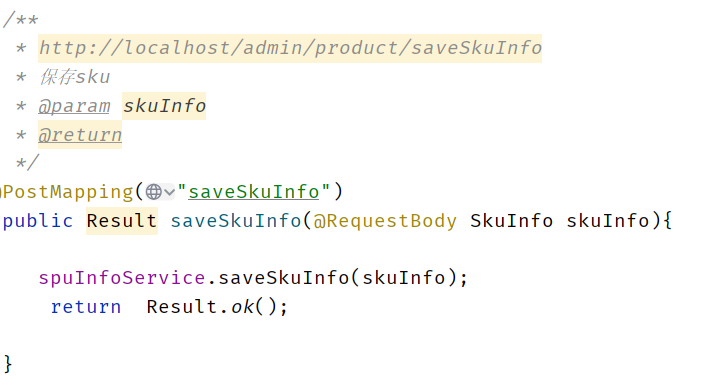 /**
 * http://localhost/admin/product/saveSkuInfo
 * 保存sku
 * @param skuInfo
 * @return
 */
@PostMapping("saveSkuInfo")
public Result saveSkuInfo(@RequestBody SkuInfo skuInfo){
spuInfoService.saveSkuInfo(skuInfo);
return  Result.ok();
}